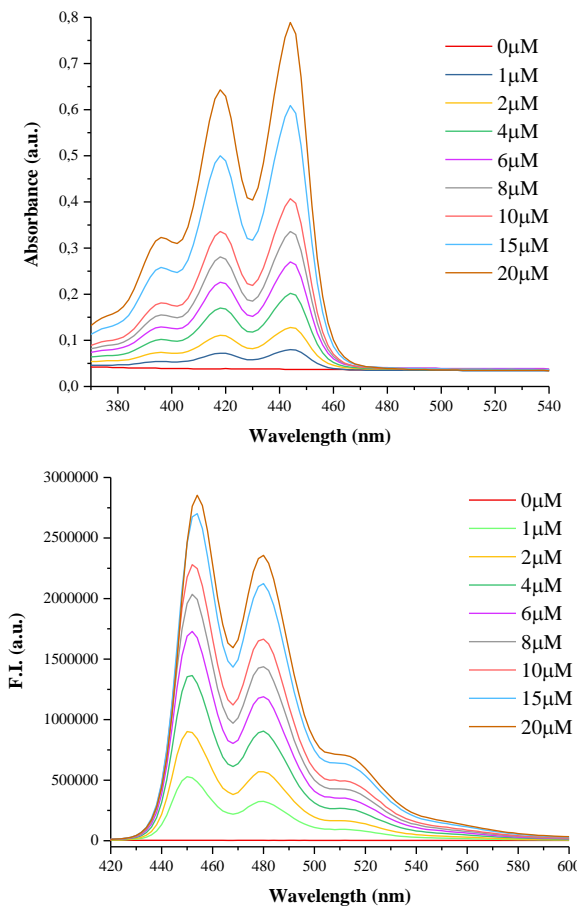 0,8
0,7
0,6
0,5
0,4
0,3
0,2
0,1
0,0
Absorbance (a.u.)
0μM
1μM
2μM
4μM
6μM
8μM
10μM
15μM
20μM
380 400 420 440 460 480 500 520 540
Wavelength (nm)
3000000
2500000
2000000
1500000
1000000
500000
0
F.I. (a.u.)
0μM
1μM
2μM
4μM
6μM
8μM
10μM
15μM
20μM
420 440 460 480 500 520 540 560 580 600
Wavelength (nm)